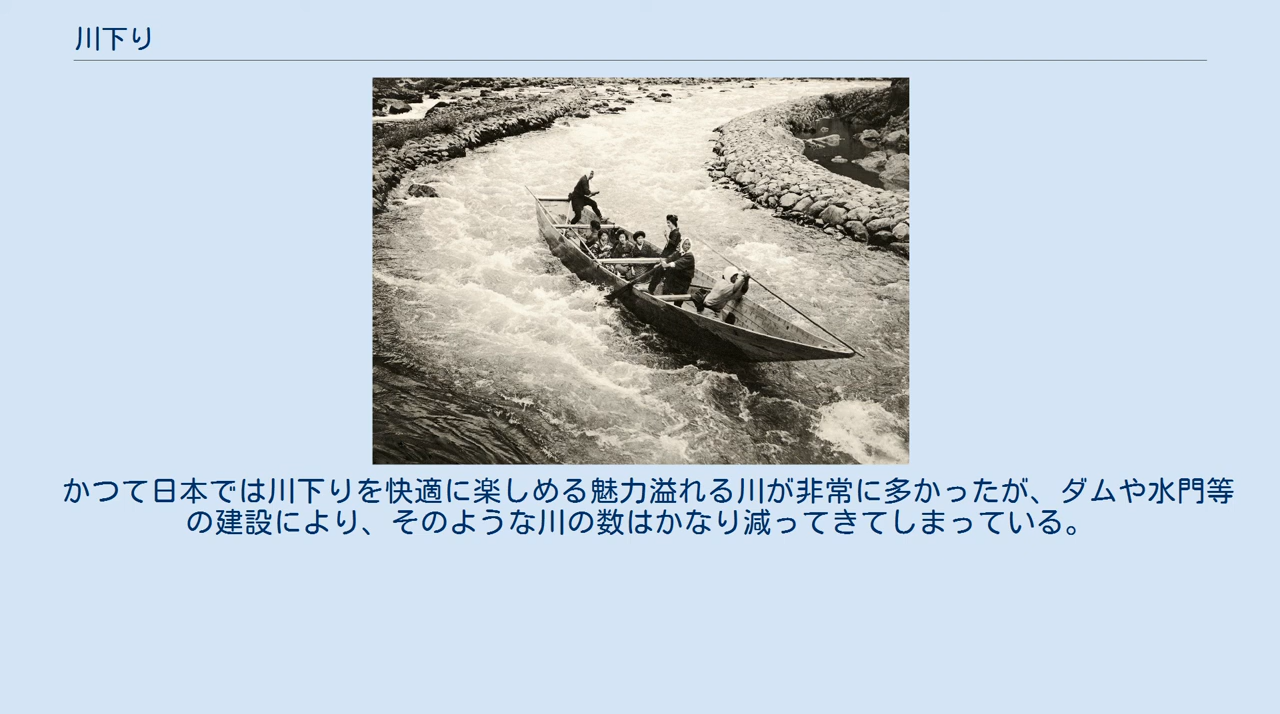 川下り
かつて日本では川下りを快適に楽しめる魅力溢れる川が非常に多かったが、ダムや水門等
の建設により、そのような川の数はかなり減ってきてしまっている。